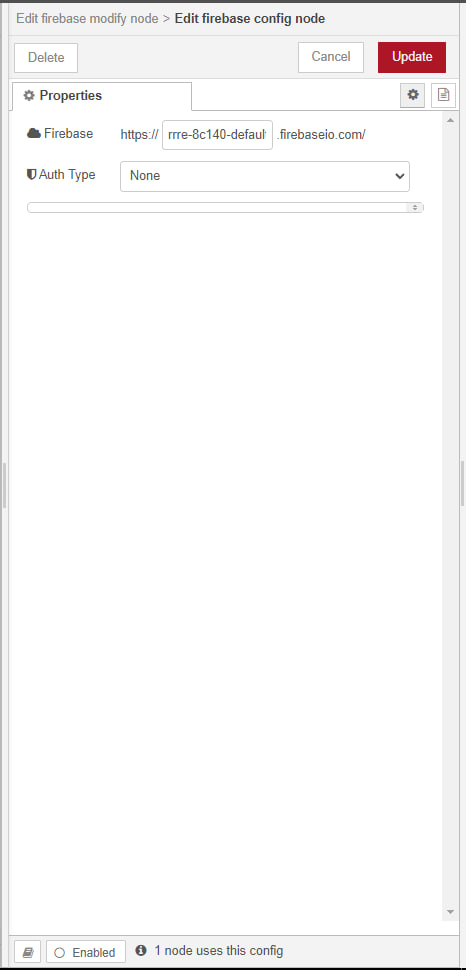 Edit firebase modify node > Edit firebase config node
Delete
Cancel
Update
Properties
Firebase
https://
rrre-8c140-defaul
.firebaseio.com/
Auth Type
None
Enabled
1 node uses this config